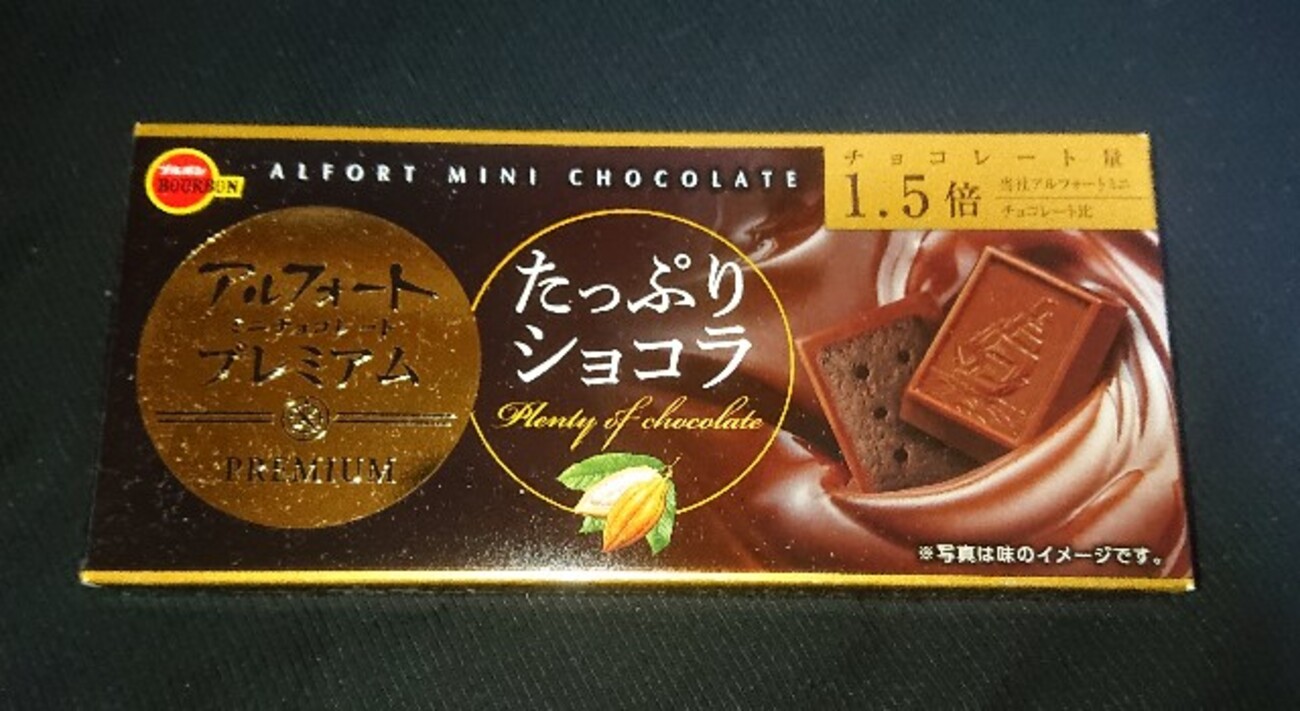 ブルボン
BOURBON
ALFORT MINI CHOCOLATE
チョコレート量
1.5倍
当社アルフォートミニ
チョコレート比
アルフォート
ミニチョコレート
プレミアム
PREMIUM
たっぷり
ショコラ
Plenty of chocolate
※写真は味のイメージです。